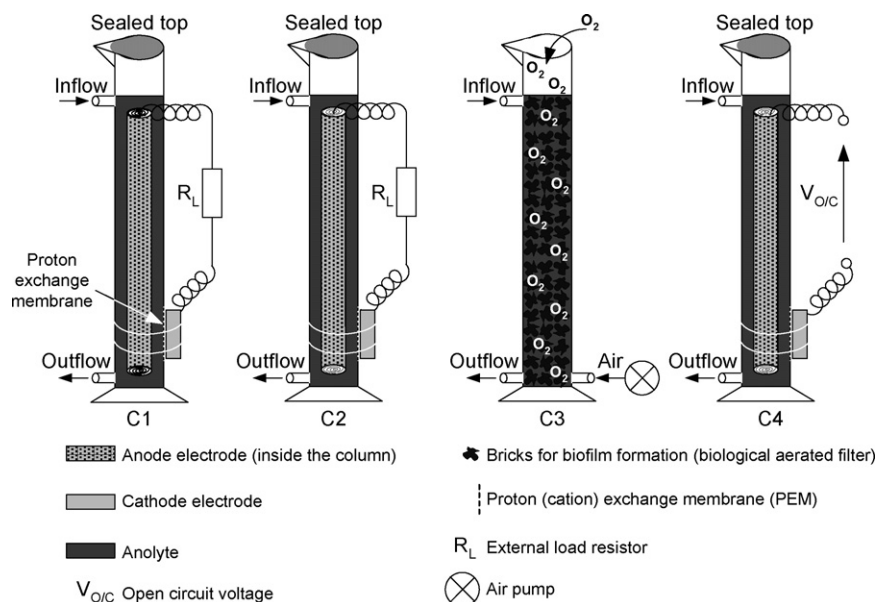 Sealed top
Sealed top
O2
Sealed top
Inflow
Inflow
O2
O2
Inflow
Inflow
O2
O2
RL
RL
O2
VO/C
O2
Proton
exchange
membrane
O2
O2
O2
Outflow
Outflow
Outflow
O2
O2
Air
Outflow
C1
C2
C3
C4
Anode electrode (inside the column)
Bricks for biofilm formation (biological aerated filter)
Cathode electrode
Proton (cation) exchange membrane (PEM)
Anolyte
RL External load resistor
VO/C Open circuit voltage
Air pump